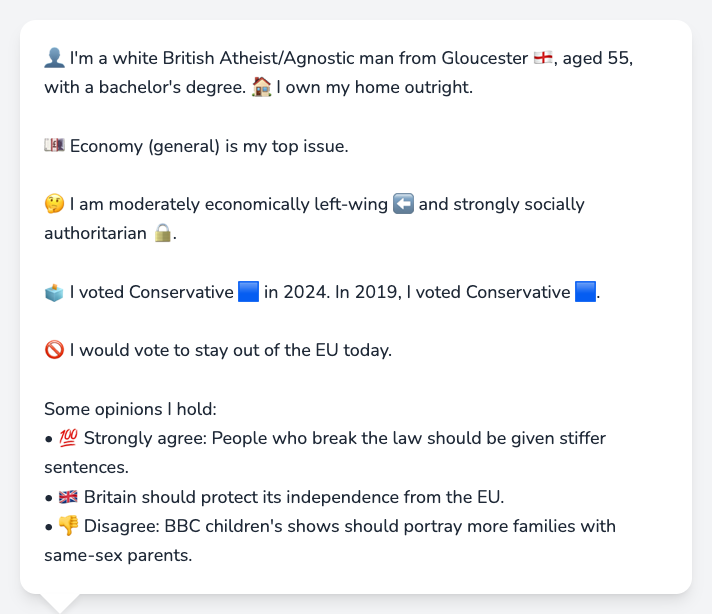 👤 I'm a white British Atheist/Agnostic man from Gloucester 🏴󠁧󠁢󠁥󠁮󠁧󠁿, aged 55,
with a bachelor's degree. 🏠 I own my home outright.
💷 Economy (general) is my top issue.
🤔 I am moderately economically left-wing ⬅️ and strongly socially
authoritarian 🔒.
🗳️ I voted Conservative 🟦 in 2024. In 2019, I voted Conservative 🟦.
🚫 I would vote to stay out of the EU today.
Some opinions I hold:
• 💯 Strongly agree: People who break the law should be given stiffer
sentences.
• 🇬🇧 Britain should protect its independence from the EU.
• 👎 Disagree: BBC children's shows should portray more families with
same-sex parents.